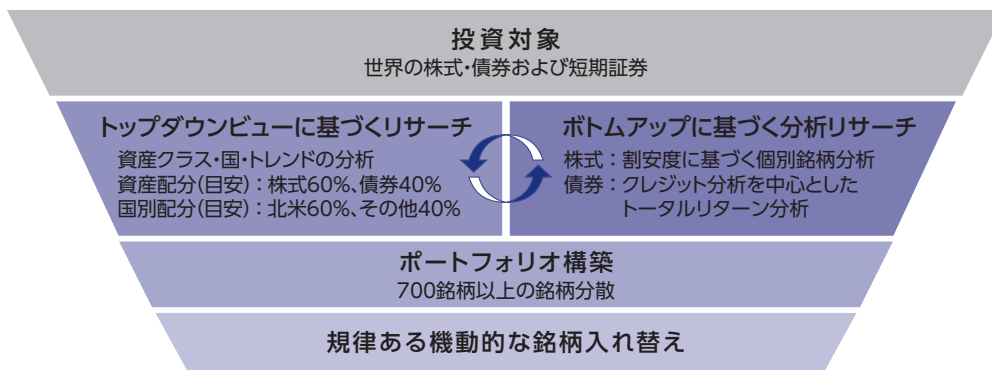 投資対象
世界の株式・債券および短期証券
トップダウンビューに基づくリサーチ
資産クラス・国・トレンドの分析
資産配分(目安)：株式60%、債券40%
国別配分(目安)：北米60%、その他40%
ボトムアップに基づく分析リサーチ
株式：割安度に基づく個別銘柄分析
債券：クレジット分析を中心とした
トータルリターン分析
ポートフォリオ構築
700銘柄以上の銘柄分散
規律ある機動的な銘柄入れ替え